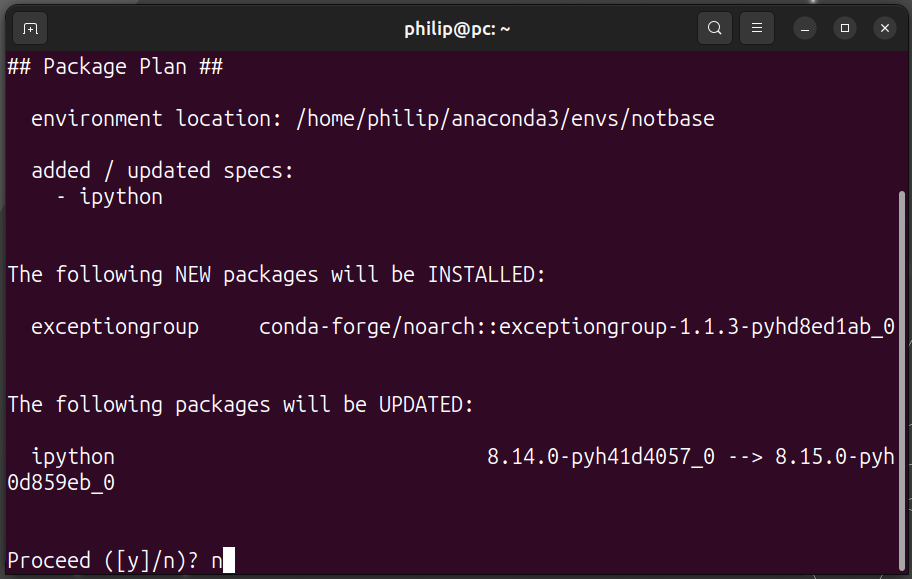 philip@pc: ~
## Package Plan ##
environment location: /home/philip/anaconda3/envs/notbase
added / updated specs:
- ipython
The following NEW packages will be INSTALLED:
exceptiongroup conda-forge/noarch::exceptiongroup-1.1.3-pyhd8ed1ab_0
The following packages will be UPDATED:
ipython 8.14.0-pyh41d4057_0 --> 8.15.0-pyh
0d859eb_0
Proceed ([y]/n)? n